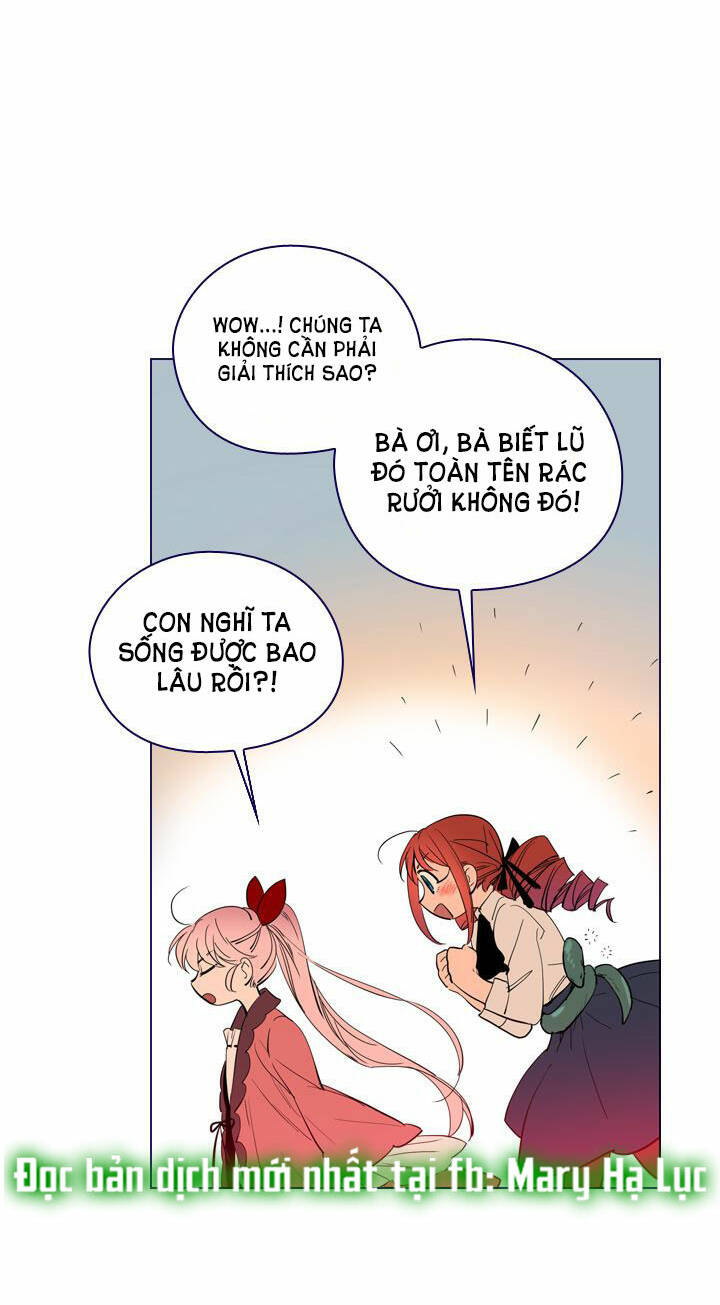 WOW...! CHÚNG TA
KHÔNG CẦN PHẢI
GIẢI THÍCH SAO?
BÀ ƠI, BÀ BIẾT LŨ
ĐÓ TOÀN TÊN RÁC
RƯỞI KHÔNG ĐÓ!
CON NGHĨ TA
SỐNG ĐƯỢC BAO
LÂU RỒI?!
Đọc bản dịch mới nhất tại fb: Mary Hạ Lục